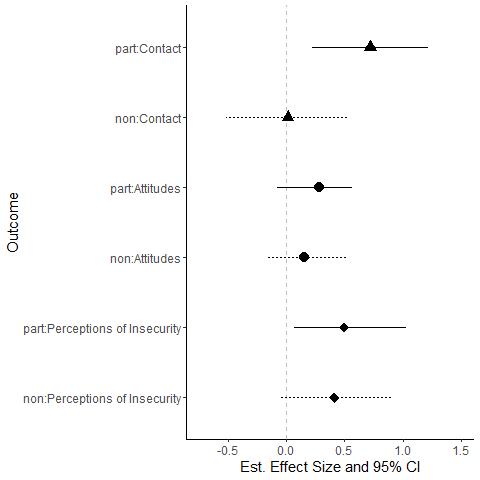 part:Contact
non:Contact
part:Attitudes
non:Attitudes
part:Perceptions of Insecurity
non:Perceptions of Insecurity
Outcome
-0.5 0.0 0.5 1.0 1.5
Est. Effect Size and 95% CI